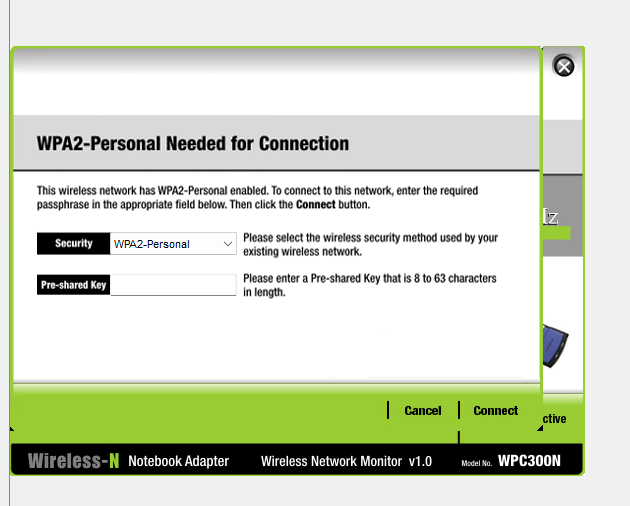 WPA2-Personal Needed for Connection
This wireless network has WPA2-Personal enabled. To connect to this network, enter the required
passphrase in the appropriate field below. Then click the Connect button.
Security WPA2-Personal
Please select the wireless security method used by your
existing wireless network.
Pre-shared Key
Please enter a Pre-shared Key that is 8 to 63 characters
in length.
Cancel Connect
Wireless-N Notebook Adapter Wireless Network Monitor v1.0 Model No. WPC300N